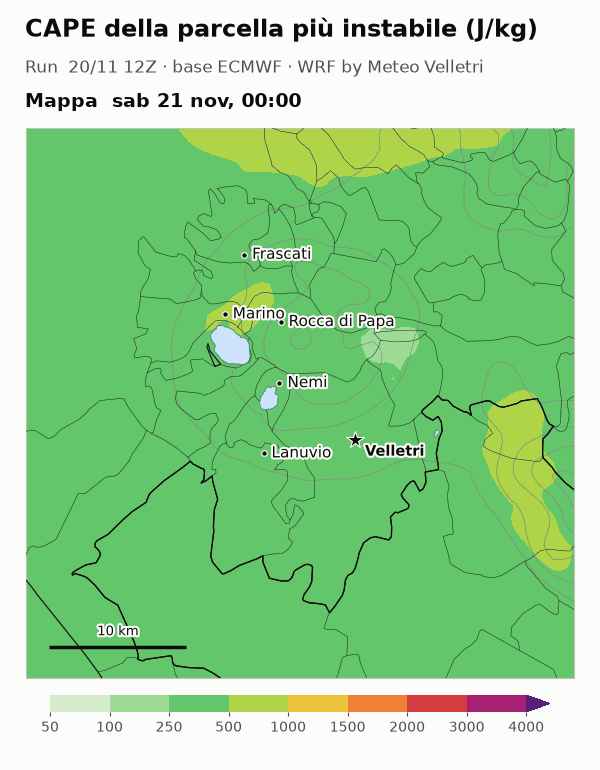 CAPE della parcella più instabile (J/kg)
Run  20/11 12Z · base ECMWF · WRF by Meteo Velletri
Mappa  sab 21 nov, 00:00
Frascati
Marino
Rocca di Papa
Nemi
Velletri
Lanuvio
10 km
50 100 250 500 1000 1500 2000 3000 4000